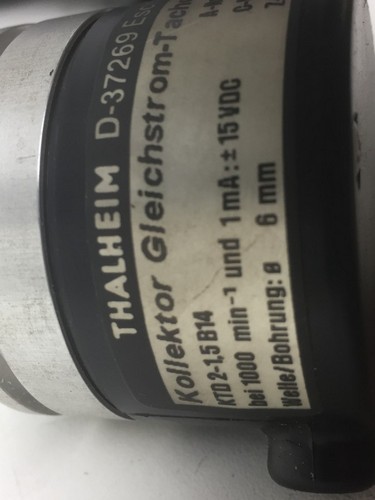 THALHEIM D-37269
Kollektor Gleichstrom-Tach
KTD 2-1,5 B14
bei 1000 min-1 und 1 mA: ± 15 VDC
Welle/Bohrung: ø 6 mm